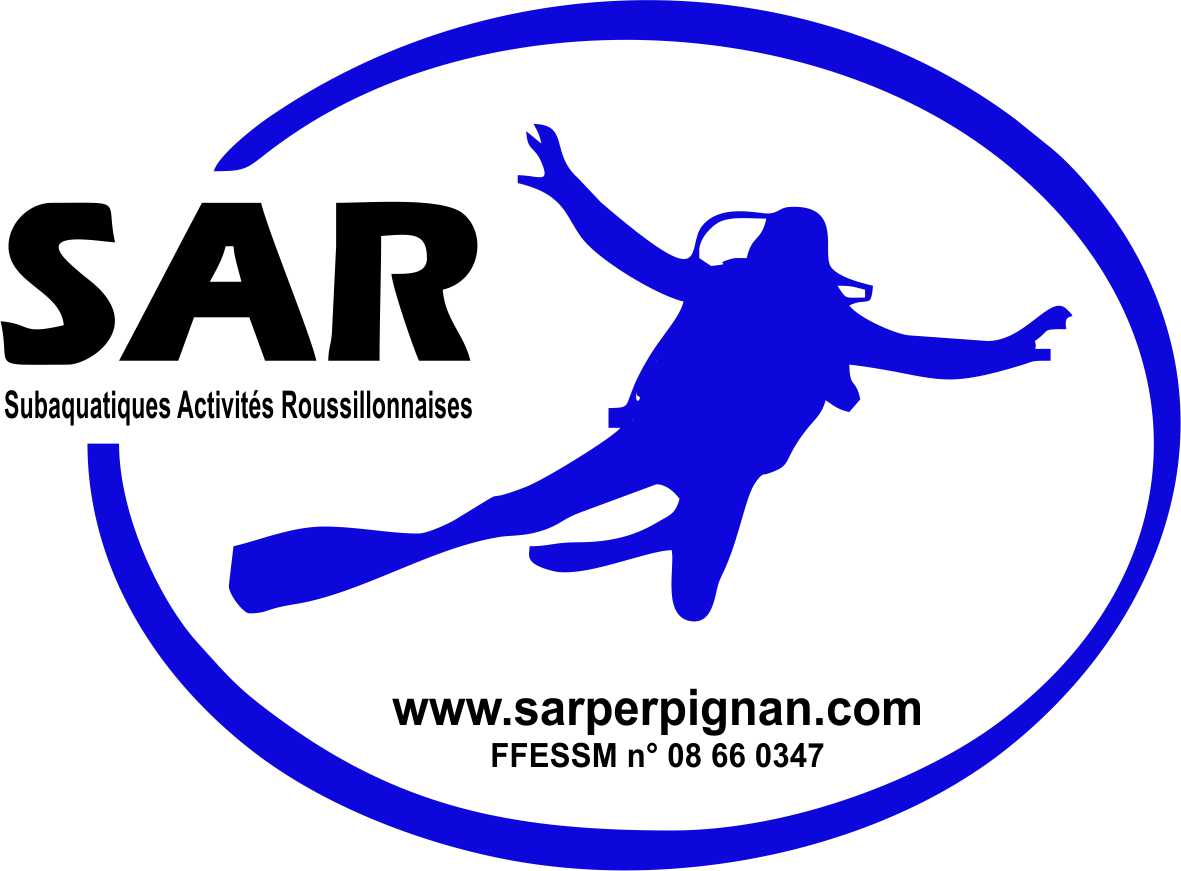 SAR
Subaquatiques Activités Roussillonnaises
www.sarperpignan.com
FFESSM n° 08 66 0347